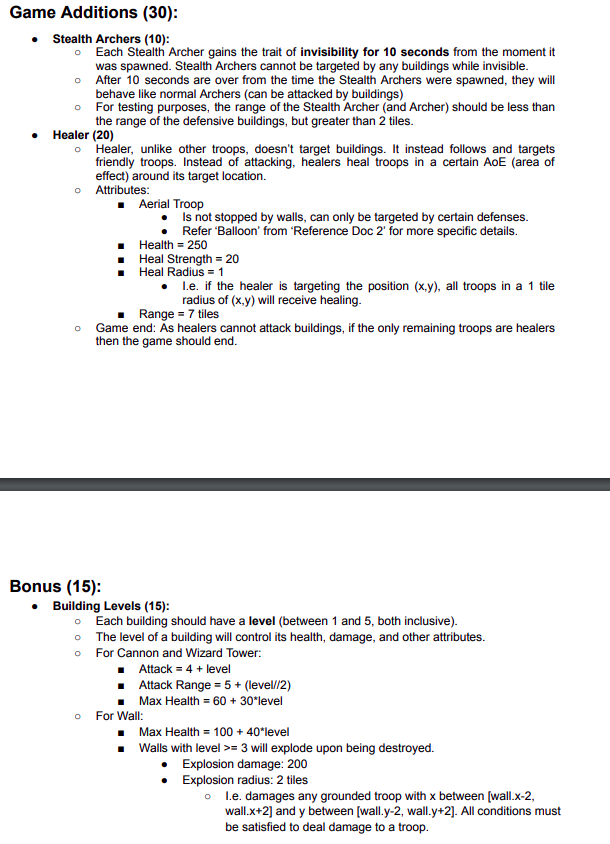 Game Additions (30):
● Stealth Archers (10):
○ Each Stealth Archer gains the trait of invisibility for 10 seconds from the moment it
was spawned. Stealth Archers cannot be targeted by any buildings while invisible.
○ After 10 seconds are over from the time the Stealth Archers were spawned, they will
behave like normal Archers (can be attacked by buildings)
○ For testing purposes, the range of the Stealth Archer (and Archer) should be less than
the range of the defensive buildings, but greater than 2 tiles.
● Healer (20)
○ Healer, unlike other troops, doesn't target buildings. It instead follows and targets
friendly troops. Instead of attacking, healers heal troops in a certain AoE (area of
effect) around its target location.
○ Attributes:
■ Aerial Troop
● Is not stopped by walls, can only be targeted by certain defenses.
● Refer 'Balloon' from 'Reference Doc 2' for more specific details.
■ Health = 250
■ Heal Strength = 20
■ Heal Radius = 1
● I.e. if the healer is targeting the position (x,y), all troops in a 1 tile
radius of (x,y) will receive healing.
■ Range = 7 tiles
○ Game end: As healers cannot attack buildings, if the only remaining troops are healers
then the game should end.
Bonus (15):
● Building Levels (15):
○ Each building should have a level (between 1 and 5, both inclusive).
○ The level of a building will control its health, damage, and other attributes.
○ For Cannon and Wizard Tower:
■ Attack = 4 + level
■ Attack Range = 5 + (level//2)
■ Max Health = 60 + 30*level
○ For Wall:
■ Max Health = 100 + 40*level
■ Walls with level >= 3 will explode upon being destroyed.
● Explosion damage: 200
● Explosion radius: 2 tiles
○ I.e. damages any grounded troop with x between [wall.x-2,
wall.x+2] and y between [wall.y-2, wall.y+2]. All conditions must
be satisfied to deal damage to a troop.